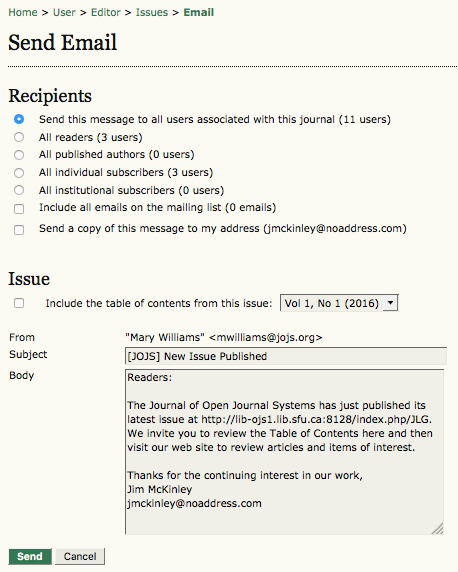 Home > User > Editor > Issues > Email
Send Email
Recipients
Send this message to all users associated with this journal (11 users)
All readers (3 users)
All published authors (0 users)
All individual subscribers (3 users)
All institutional subscribers (0 users)
Include all emails on the mailing list (0 emails)
Send a copy of this message to my address (jmckinley@noaddress.com)
Issue
Include the table of contents from this issue: Vol 1, No 1 (2016)
From "Mary Williams" <mwilliams@jojs.org>
Subject [JOJS] New Issue Published
Body Readers:
The Journal of Open Journal Systems has just published its
latest issue at http://lib-ojs1.lib.sfu.ca:8128/index.php/JLG.
We invite you to review the Table of Contents here and then
visit our web site to review articles and items of interest.
Thanks for the continuing interest in our work,
Jim McKinley
jmckinley@noaddress.com
Send Cancel